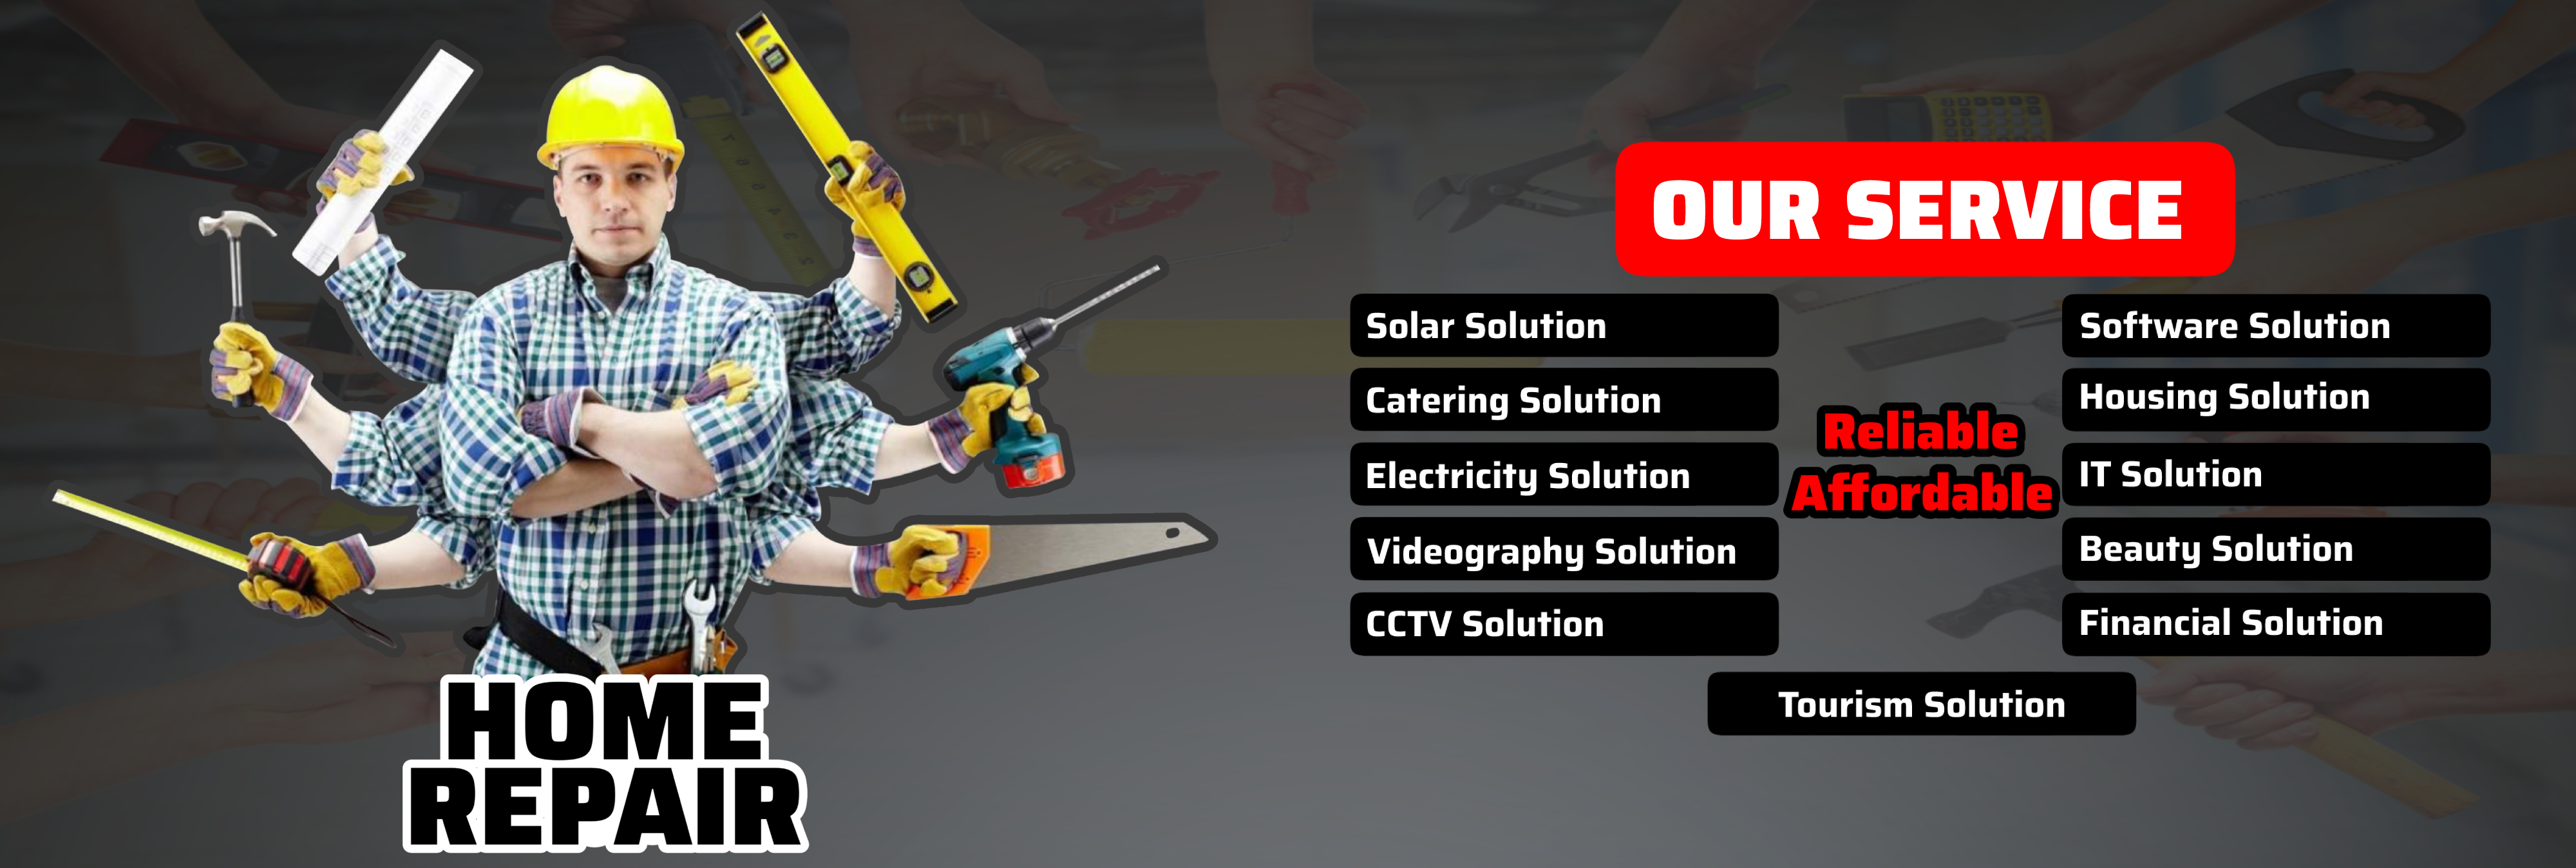 HOME
REPAIR
OUR SERVICE
Solar Solution
Catering Solution
Electricity Solution
Videography Solution
CCTV Solution
Reliable
Affordable
Software Solution
Housing Solution
IT Solution
Beauty Solution
Financial Solution
Tourism Solution